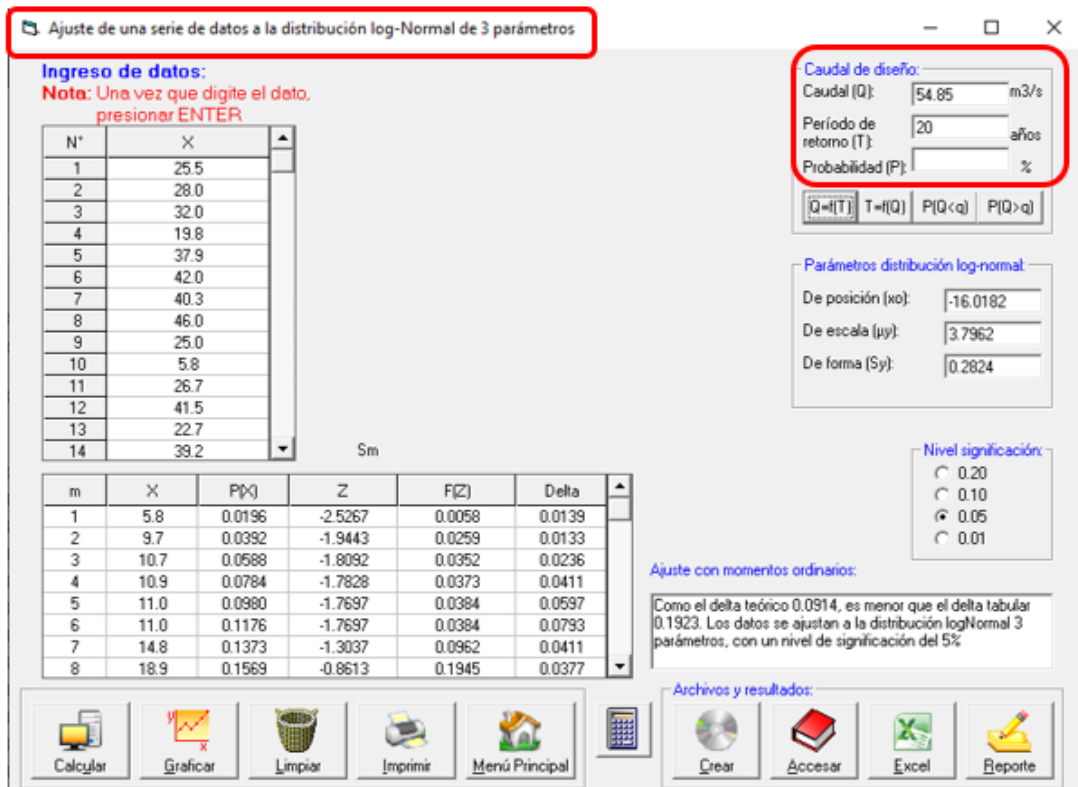 Ajuste de una serie de datos a la distribución log-Normal de 3 parámetros
Ingreso de datos:
Nota: Una vez que digite el dato,
presionar ENTER
N° X
1 25.5
2 28.0
3 32.0
4 19.8
5 37.9
6 42.0
7 40.3
8 46.0
9 25.0
10 5.8
11 26.7
12 41.5
13 22.7
14 39.2
Caudal de diseño:
Caudal (Q): 54.85 m3/s
Período de
retorno (T): 20 años
Probabilidad (P): %
Q=f(T) T=f(Q) P(Q<q) P(Q>q)
Parámetros distribución log-normal:
De posición (xo): -16.0182
De escala (μy): 3.7962
De forma (Sy): 0.2824
Sm
Nivel significación:
0.20
0.10
0.05
0.01
m X P(X) Z F(Z) Delta
1 5.8 0.0196 -2.5267 0.0058 0.0139
2 9.7 0.0392 -1.9443 0.0259 0.0133
3 10.7 0.0588 -1.8092 0.0352 0.0236
4 10.9 0.0784 -1.7828 0.0373 0.0411
5 11.0 0.0980 -1.7697 0.0384 0.0597
6 11.0 0.1176 -1.7697 0.0384 0.0793
7 14.8 0.1373 -1.3037 0.0962 0.0411
8 18.9 0.1569 -0.8613 0.1945 0.0377
Ajuste con momentos ordinarios:
Como el delta teórico 0.0914, es menor que el delta tabular
0.1923. Los datos se ajustan a la distribución logNormal 3
parámetros, con un nivel de significación del 5%
Calcular Graficar Limpiar Imprimir Menú Principal
Archivos y resultados:
Crear Accesar Excel Reporte